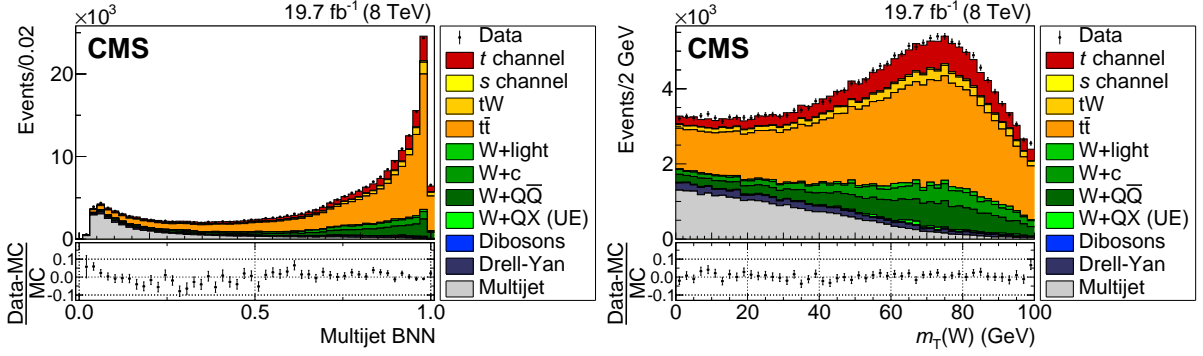 ×10³
19.7 fb⁻¹ (8 TeV)
CMS
Events/0.02
20
10
0
Data
t channel
s channel
tW
tt̄
W+light
W+c
W+QQ̅
W+QX (UE)
Dibosons
Drell-Yan
Multijet
Data-MC
MC
0.1
0.0
-0.1
0.0
0.5
1.0
Multijet BNN
×10³
19.7 fb⁻¹ (8 TeV)
CMS
Events/2 GeV
4
2
0
Data
t channel
s channel
tW
tt̄
W+light
W+c
W+QQ̅
W+QX (UE)
Dibosons
Drell-Yan
Multijet
Data-MC
MC
0.1
0.0
-0.1
0
20
40
60
80
100
m_T(W) (GeV)